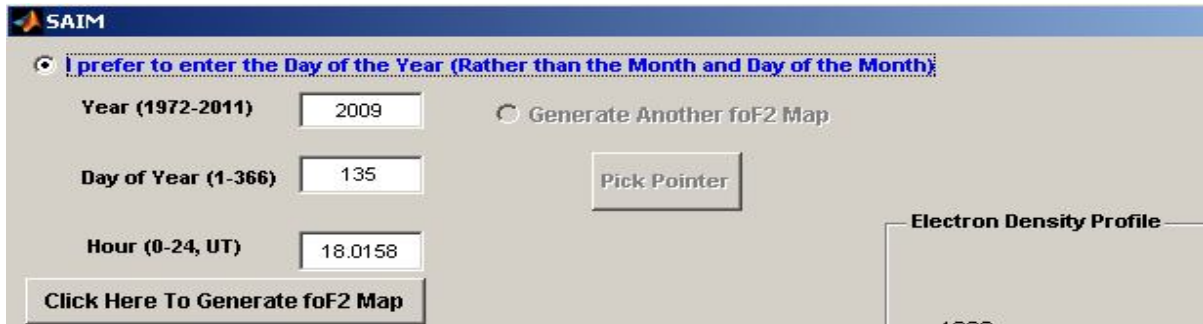 SAIM
I prefer to enter the Day of the Year (Rather than the Month and Day of the Month)
Year (1972-2011) 2009 Generate Another foF2 Map
Day of Year (1-366) 135 Pick Pointer
Electron Density Profile
Hour (0-24, UT) 18.0158
Click Here To Generate foF2 Map